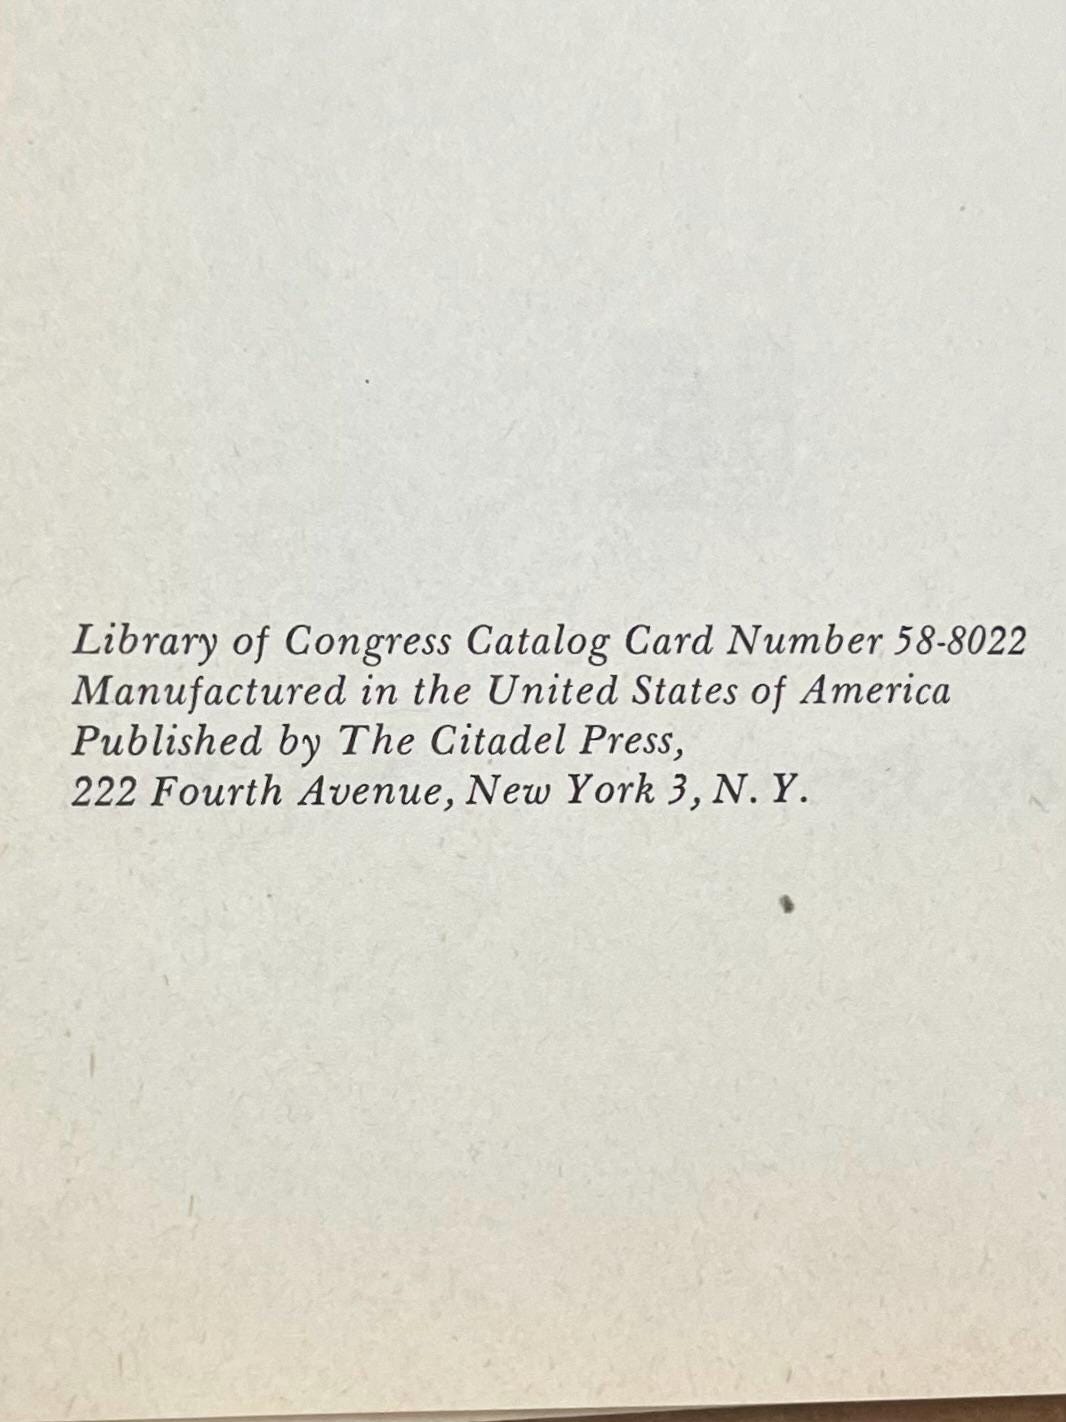 Library of Congress Catalog Card Number 58-8022
Manufactured in the United States of America
Published by The Citadel Press,
222 Fourth Avenue, New York 3, N. Y.